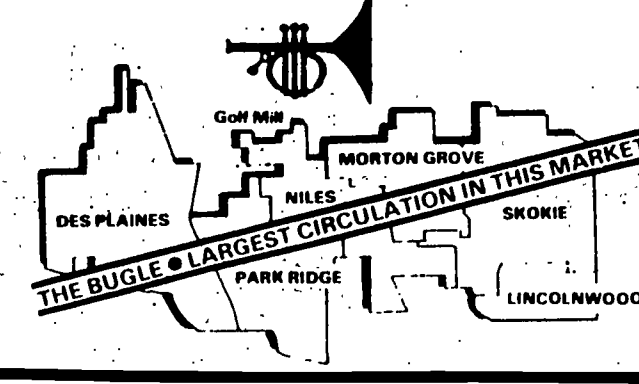 Golf Mill
MORTON GROVE
NILES
DES PLAINES
SKOKIE
THE BUGLE ● LARGEST CIRCULATION IN THIS MARKET
PARK RIDGE
LINCOLNWOOD